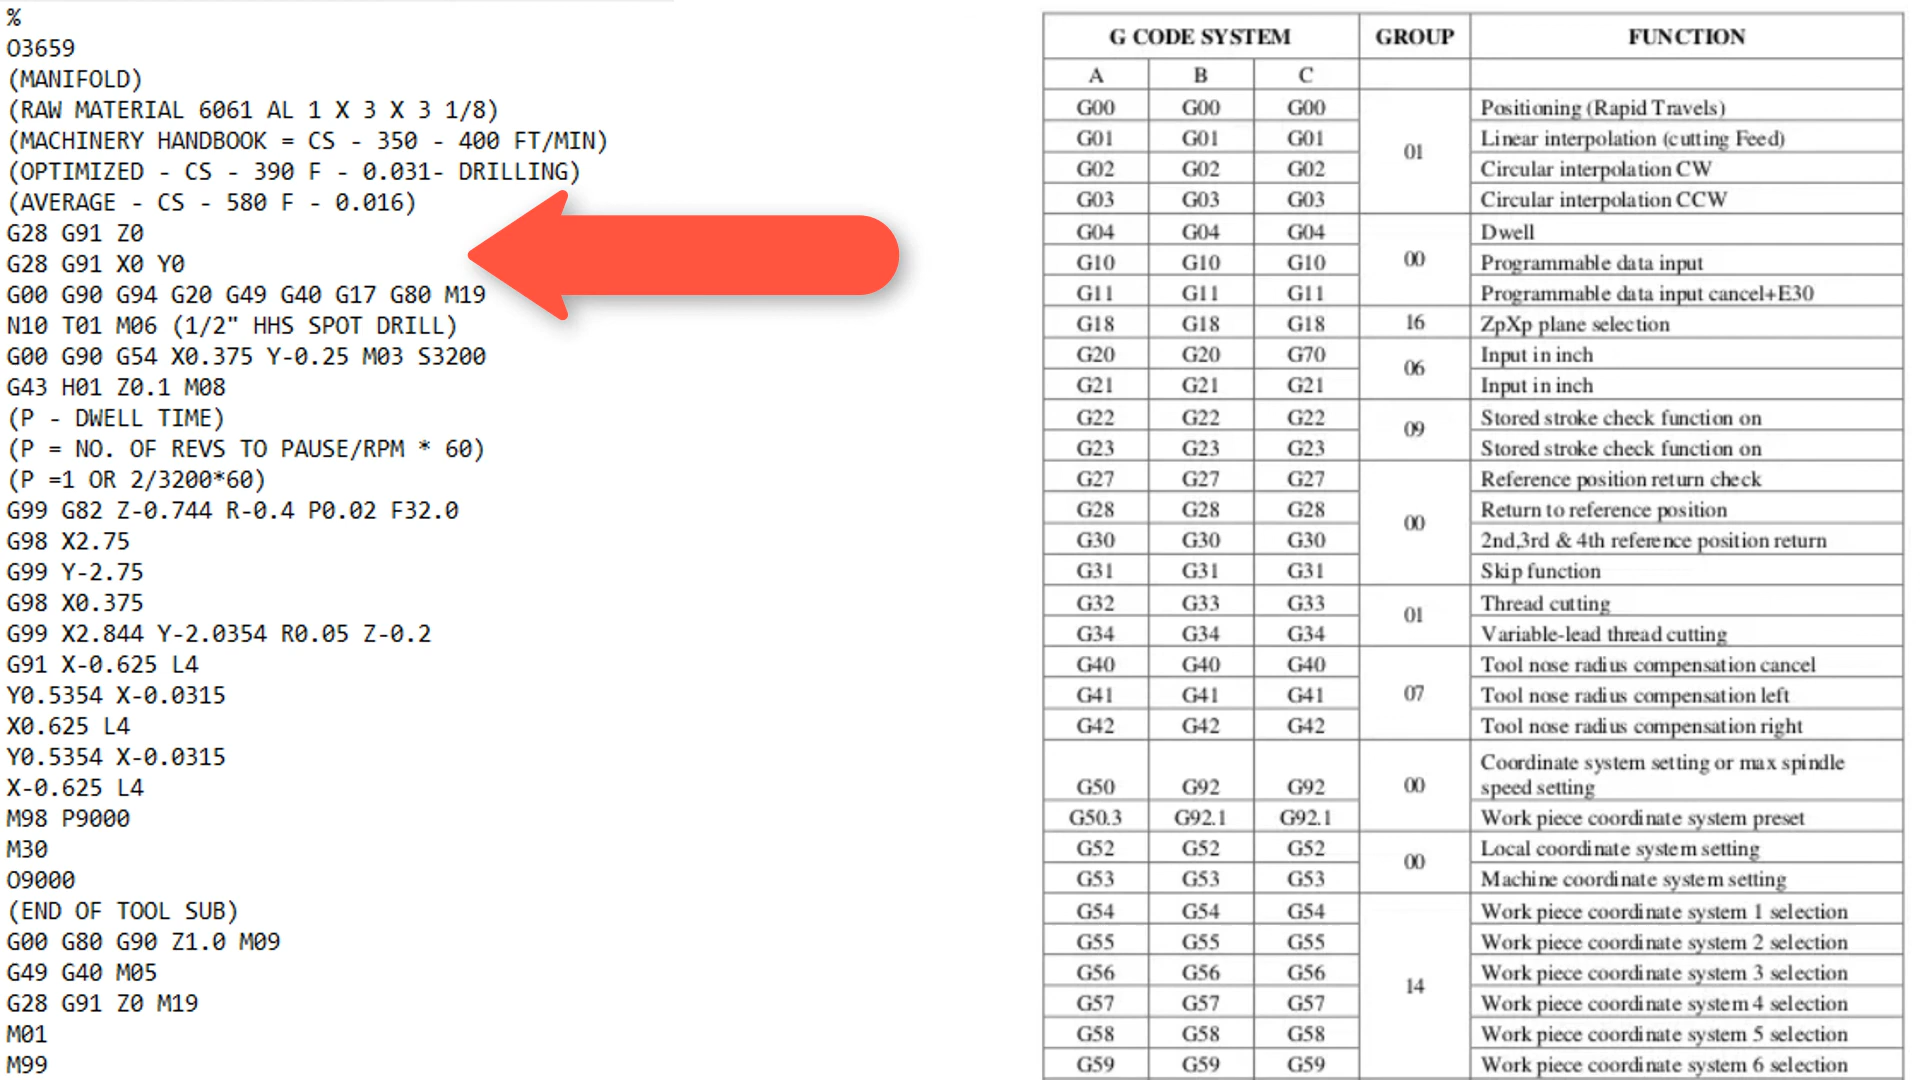 %
O3659
(MANIFOLD)
(RAW MATERIAL 6061 AL 1 X 3 X 3 1/8)
(MACHINERY HANDBOOK = CS - 350 - 400 FT/MIN)
(OPTIMIZED - CS - 390 F - 0.031- DRILLING)
(AVERAGE - CS - 580 F - 0.016)
G28 G91 Z0
G28 G91 X0 Y0
G00 G90 G94 G20 G49 G40 G17 G80 M19
N10 T01 M06 (1/2" HHS SPOT DRILL)
G00 G90 G54 X0.375 Y-0.25 M03 S3200
G43 H01 Z0.1 M08
(P - DWELL TIME)
(P = NO. OF REVS TO PAUSE/RPM * 60)
(P =1 OR 2/3200*60)
G99 G82 Z-0.744 R-0.4 P0.02 F32.0
G98 X2.75
G99 Y-2.75
G98 X0.375
G99 X2.844 Y-2.0354 R0.05 Z-0.2
G91 X-0.625 L4
Y0.5354 X-0.0315
X0.625 L4
Y0.5354 X-0.0315
X-0.625 L4
M98 P9000
M30
O9000
(END OF TOOL SUB)
G00 G80 G90 Z1.0 M09
G49 G40 M05
G28 G91 Z0 M19
M01
M99
G CODE SYSTEM GROUP FUNCTION
A B C
G00 G00 G00 01 Positioning (Rapid Travels)
G01 G01 G01 Linear interpolation (cutting Feed)
G02 G02 G02 Circular interpolation CW
G03 G03 G03 Circular interpolation CCW
G04 G04 G04 00 Dwell
G10 G10 G10 Programmable data input
G11 G11 G11 Programmable data input cancel+E30
G18 G18 G18 16 ZpXp plane selection
G20 G20 G70 06 Input in inch
G21 G21 G21 Input in inch
G22 G22 G22 09 Stored stroke check function on
G23 G23 G23 Stored stroke check function on
G27 G27 G27 00 Reference position return check
G28 G28 G28 Return to reference position
G30 G30 G30 2nd,3rd & 4th reference position return
G31 G31 G31 Skip function
G32 G33 G33 01 Thread cutting
G34 G34 G34 Variable-lead thread cutting
G40 G40 G40 07 Tool nose radius compensation cancel
G41 G41 G41 Tool nose radius compensation left
G42 G42 G42 Tool nose radius compensation right
G50 G92 G92 00 Coordinate system setting or max spindle
speed setting
G50.3 G92.1 G92.1 Work piece coordinate system preset
G52 G52 G52 00 Local coordinate system setting
G53 G53 G53 Machine coordinate system setting
G54 G54 G54 14 Work piece coordinate system 1 selection
G55 G55 G55 Work piece coordinate system 2 selection
G56 G56 G56 Work piece coordinate system 3 selection
G57 G57 G57 Work piece coordinate system 4 selection
G58 G58 G58 Work piece coordinate system 5 selection
G59 G59 G59 Work piece coordinate system 6 selection